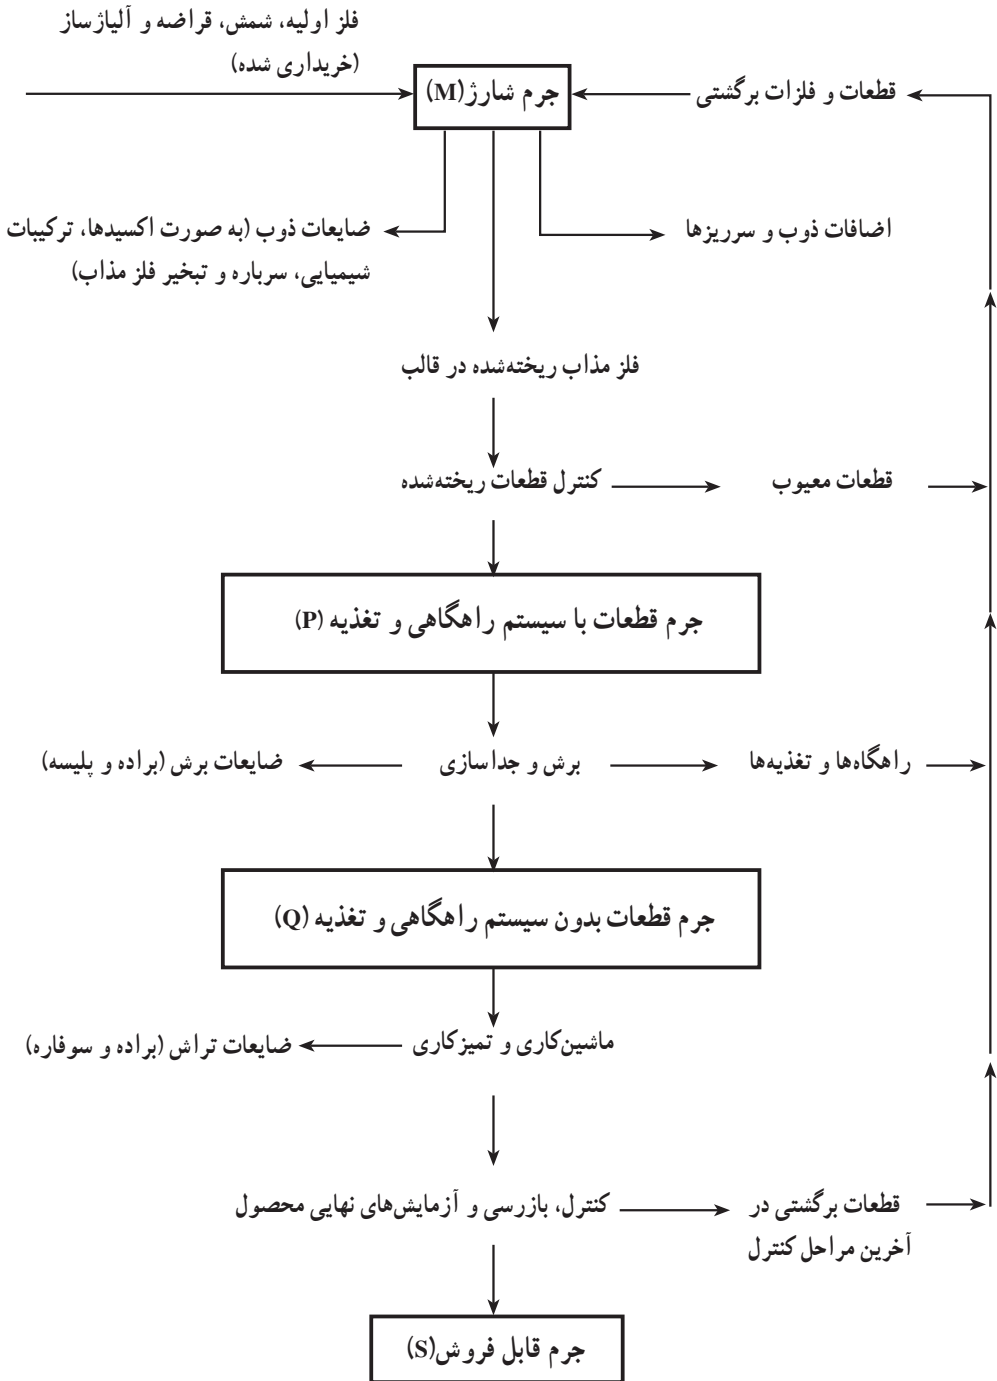 فلز اولیه، شمش، قراضه و آلیاژساز
(خریداری شده)
جرم شارژ(M)
قطعات و فلزات برگشتی
اضافات ذوب و سرریزها
ضایعات ذوب (به صورت اکسیدها، ترکیبات
شیمیایی، سرباره و تبخیر فلز مذاب)
فلز مذاب ریخته‌شده در قالب
کنترل قطعات ریخته‌شده
قطعات معیوب
جرم قطعات با سیستم راهگاهی و تغذیه (P)
راهگاه‌ها و تغذیه‌ها
برش و جداسازی
ضایعات برش (براده و پلیسه)
جرم قطعات بدون سیستم راهگاهی و تغذیه (Q)
ماشین‌کاری و تمیزکاری
ضایعات تراش (براده و سوفاره)
کنترل، بازرسی و آزمایش‌های نهایی محصول
قطعات برگشتی در
آخرین مراحل کنترل
جرم قابل فروش(S)